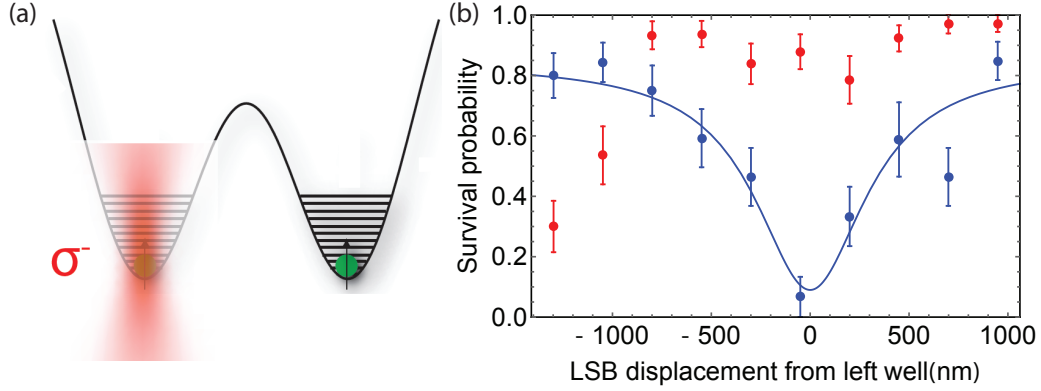 (a)
σ⁻
(b)
Survival probability
1.0
0.8
0.6
0.4
0.2
0.0
- 1000
- 500
0
500
1000
LSB displacement from left well(nm)